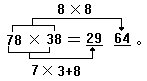 8 × 8
78 × 38 = 29 64 。
7 × 3+8